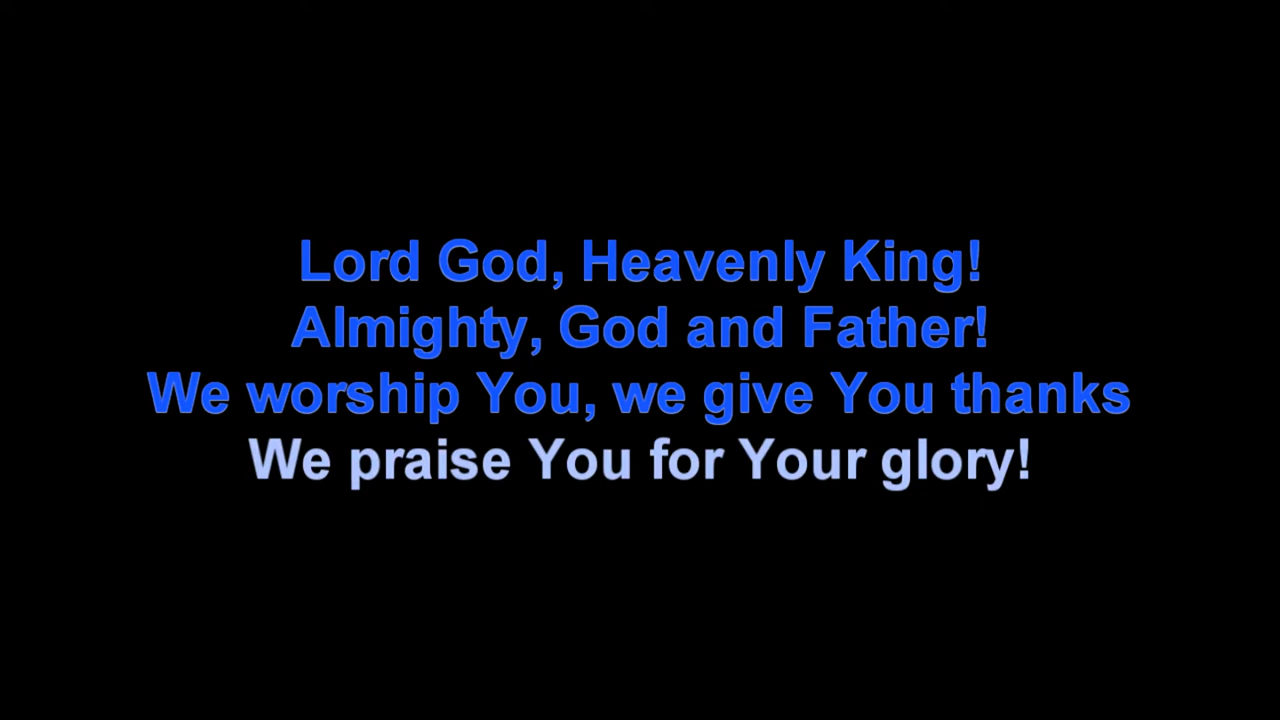 Lord God, Heavenly King!
Almighty, God and Father!
We worship You, we give You thanks
We praise You for Your glory!